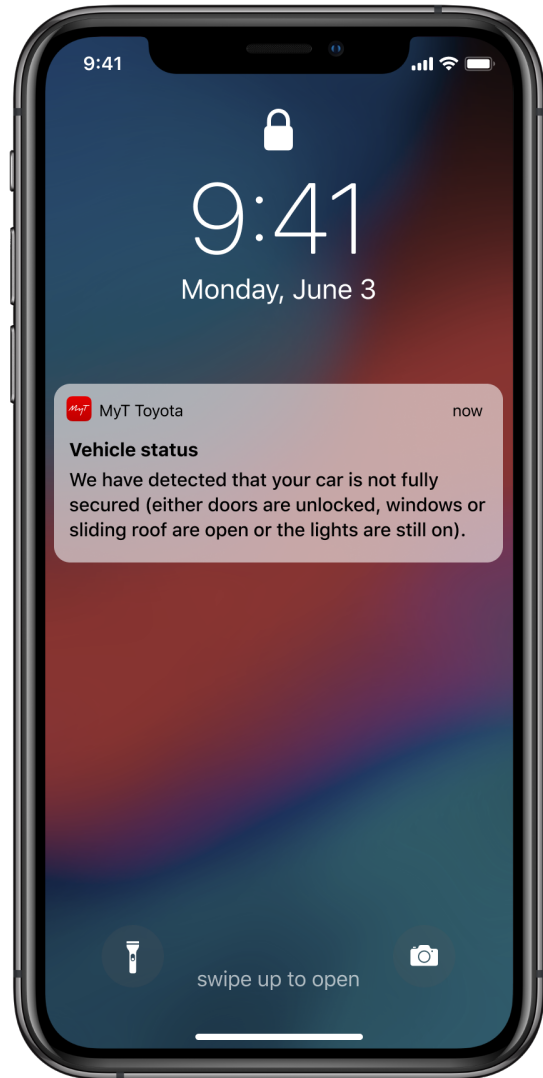 9:41
9:41
Monday, June 3
MyT
MyT Toyota
now
Vehicle status
We have detected that your car is not fully
secured (either doors are unlocked, windows or
sliding roof are open or the lights are still on).
swipe up to open